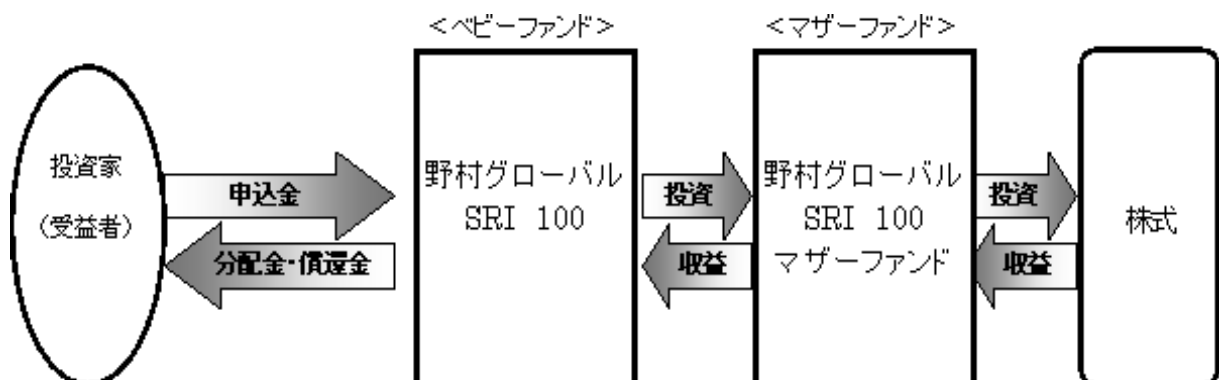 <ベビーファンド>
<マザーファンド>
投資家
(受益者)
申込金
分配金・償還金
野村グローバル
SRI 100
投資
収益
野村グローバル
SRI 100
マザーファンド
投資
収益
株式